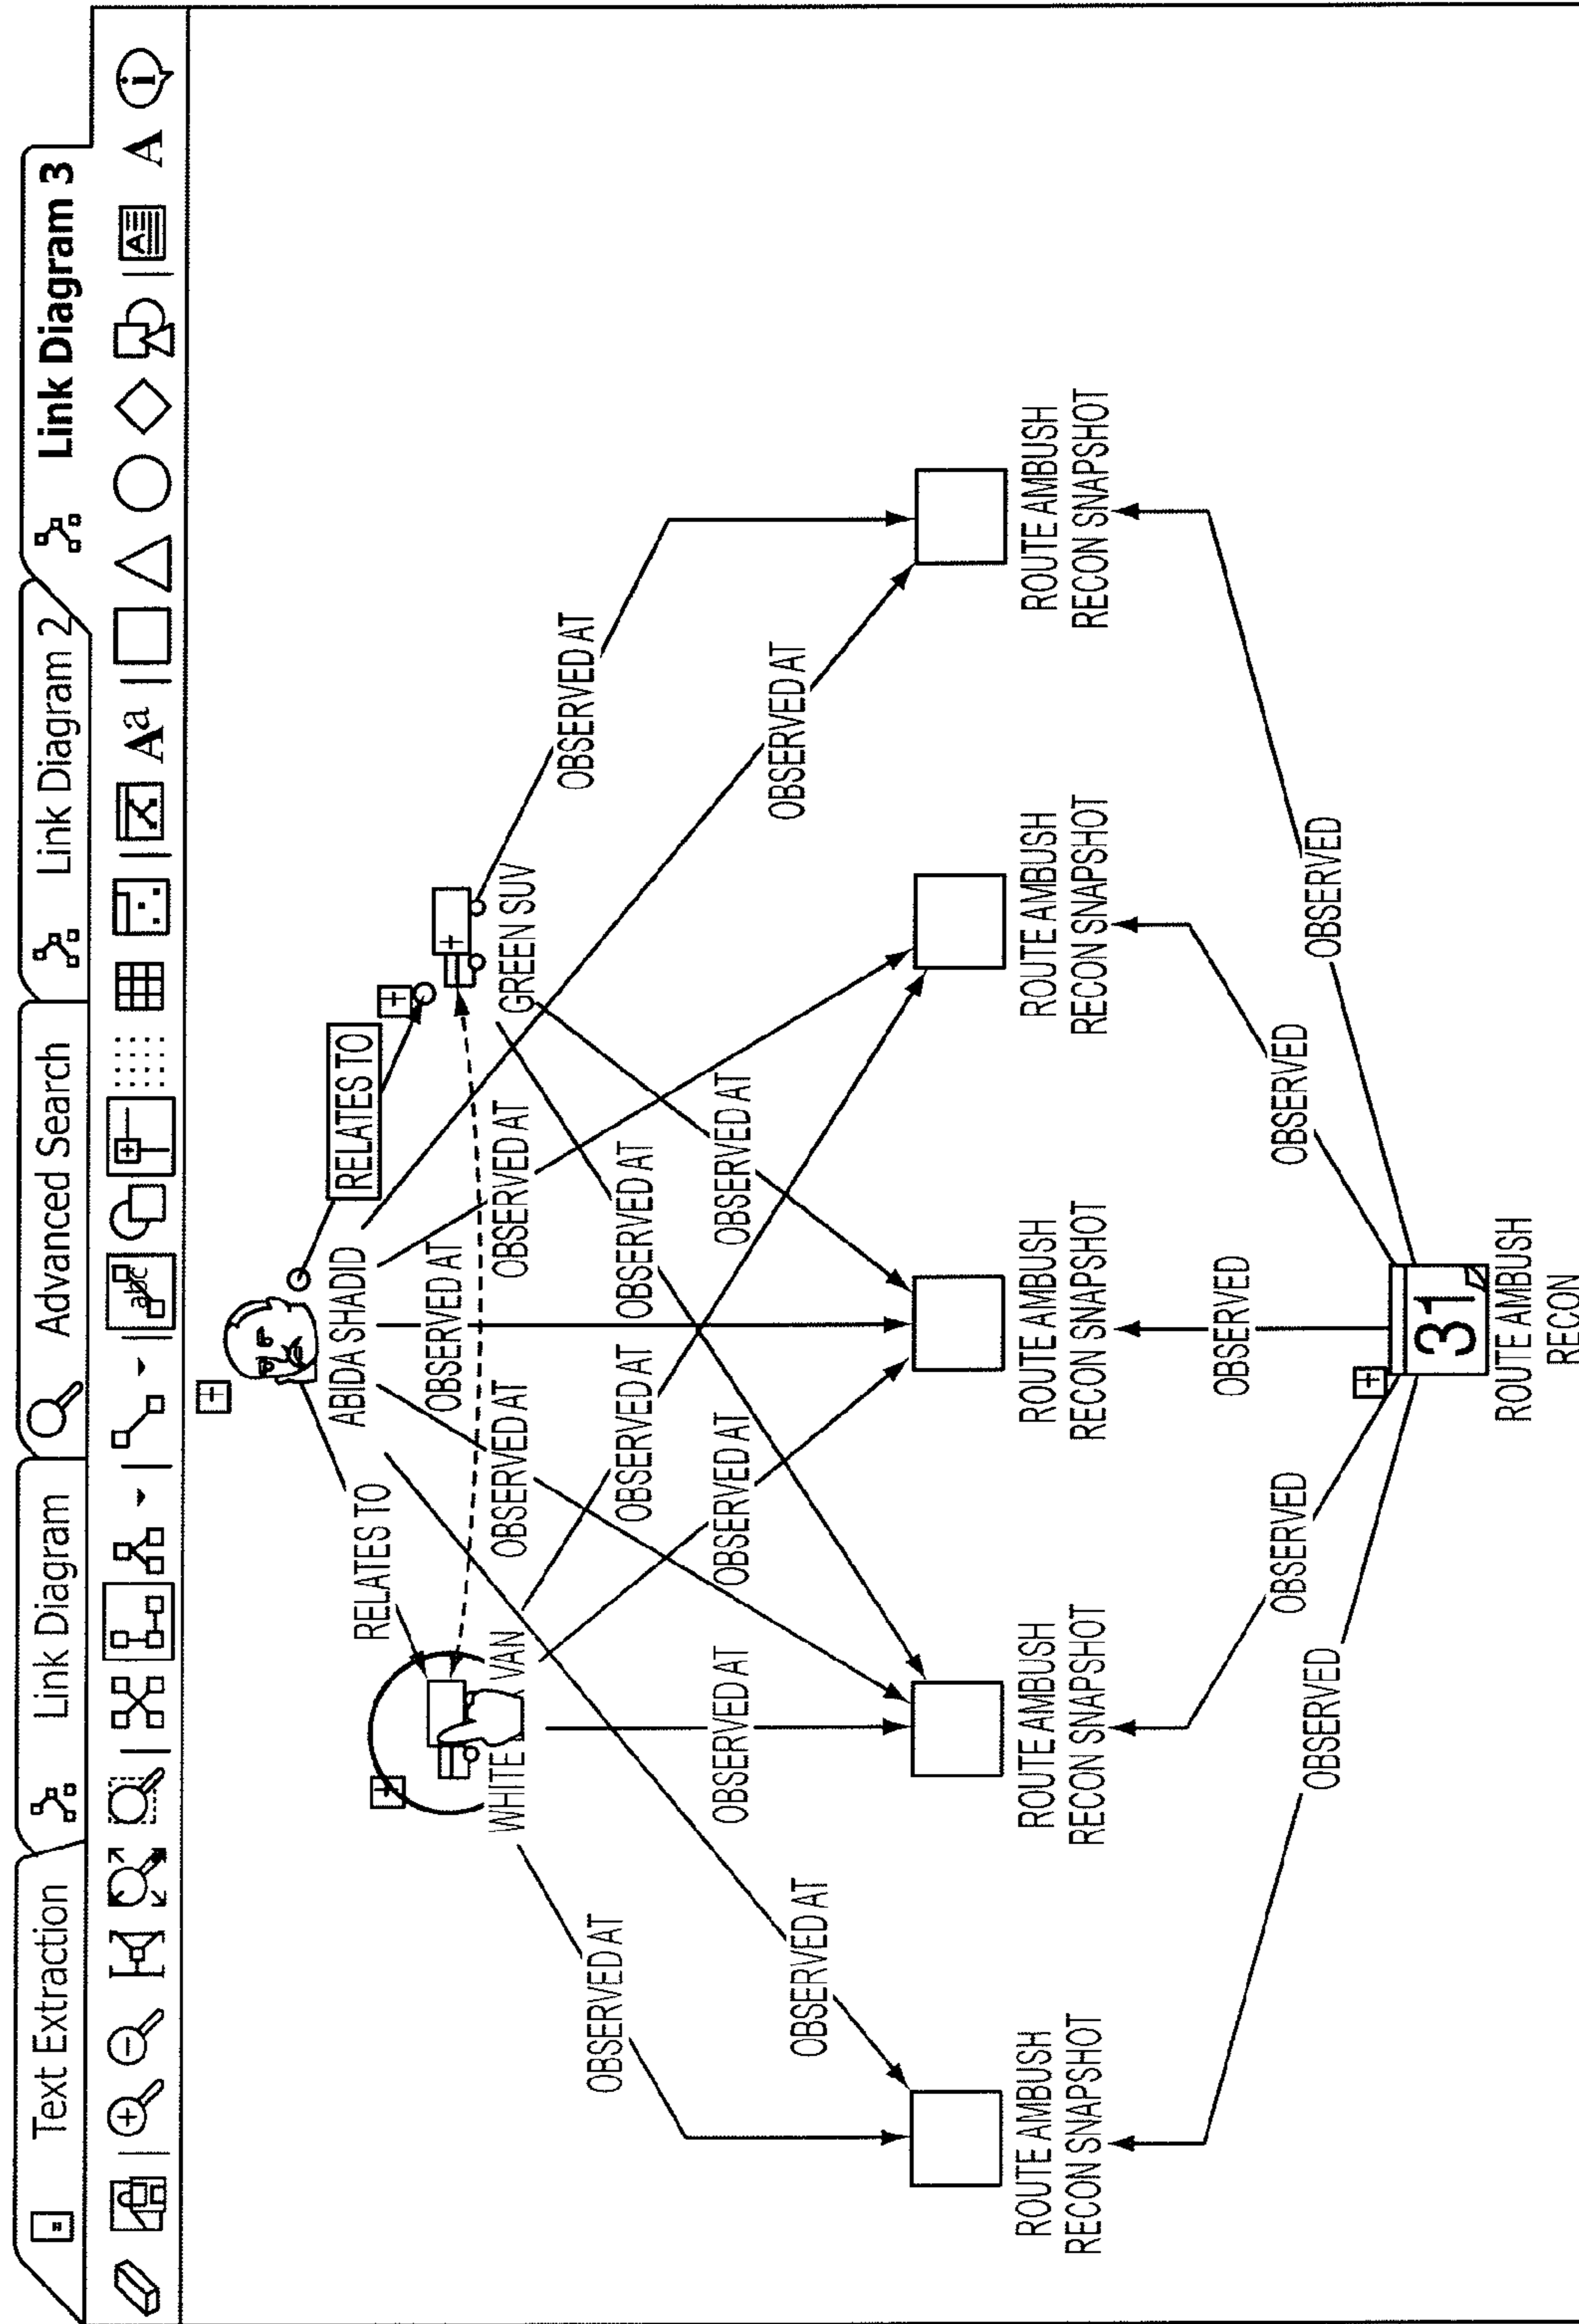 Text Extraction
Link Diagram
Advanced Search
Link Diagram 2
Link Diagram 3
abc
Aa
A
A
i
ABIDA SHADID
RELATES TO
RELATES TO
WHITE VAN
GREEN SUV
OBSERVED AT
OBSERVED AT
OBSERVED AT
OBSERVED AT
OBSERVED AT
OBSERVED AT
OBSERVED AT
OBSERVED AT
OBSERVED AT
OBSERVED AT
OBSERVED AT
OBSERVED AT
ROUTE AMBUSH
RECON SNAPSHOT
ROUTE AMBUSH
RECON SNAPSHOT
ROUTE AMBUSH
RECON SNAPSHOT
ROUTE AMBUSH
RECON SNAPSHOT
ROUTE AMBUSH
RECON SNAPSHOT
OBSERVED
OBSERVED
OBSERVED
OBSERVED
OBSERVED
31
ROUTE AMBUSH
RECON